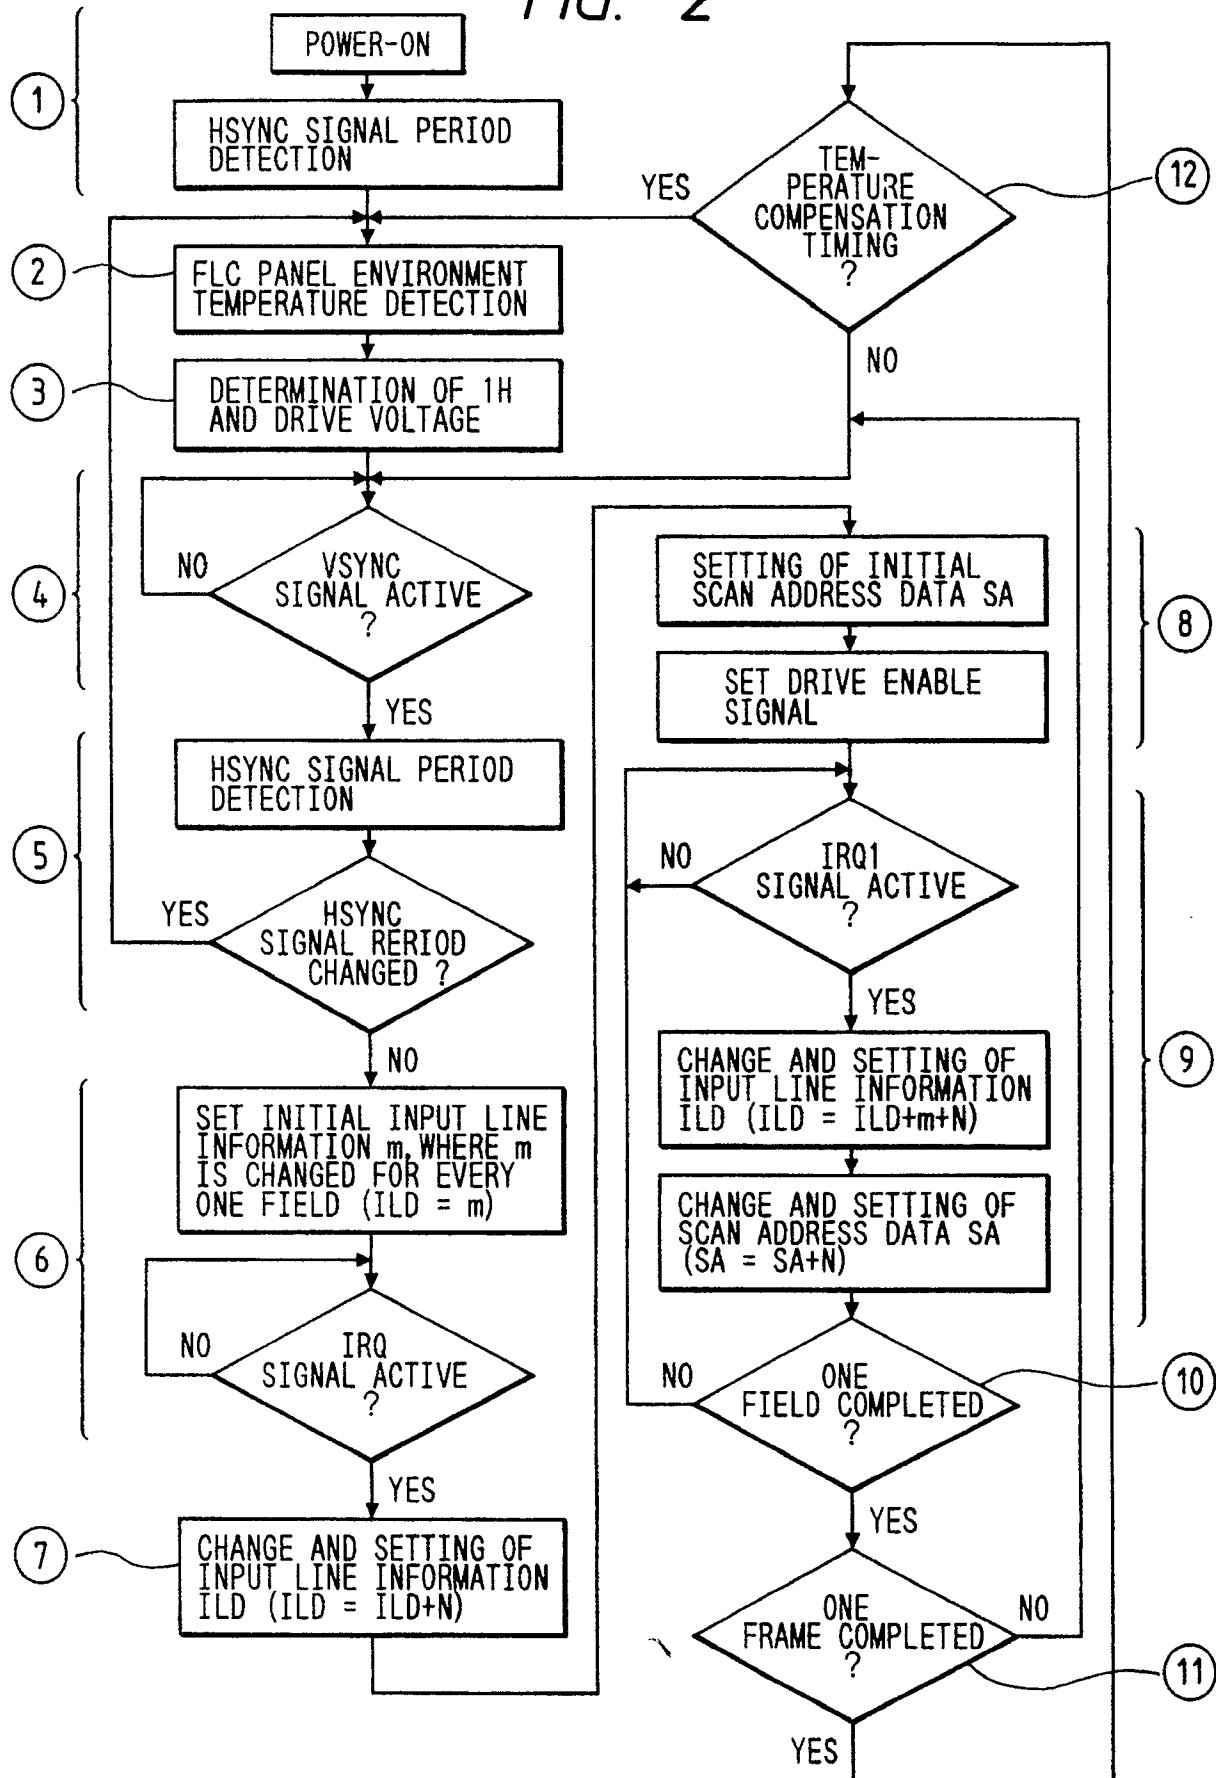 FIG. 2
POWER-ON
1
HSYNC SIGNAL PERIOD
DETECTION
2
FLC PANEL ENVIRONMENT
TEMPERATURE DETECTION
3
DETERMINATION OF 1H
AND DRIVE VOLTAGE
4
NO
VSYNC
SIGNAL ACTIVE
?
YES
HSYNC SIGNAL PERIOD
DETECTION
5
YES
HSYNC
SIGNAL RERIOD
CHANGED ?
NO
SET INITIAL INPUT LINE
INFORMATION m, WHERE m
IS CHANGED FOR EVERY
ONE FIELD (ILD = m)
6
NO
IRQ
SIGNAL ACTIVE
?
YES
7
CHANGE AND SETTING OF
INPUT LINE INFORMATION
ILD (ILD = ILD+N)
TEM-
PERATURE
COMPENSATION
TIMING
?
YES
12
NO
SETTING OF INITIAL
SCAN ADDRESS DATA SA
8
SET DRIVE ENABLE
SIGNAL
NO
IRQ1
SIGNAL ACTIVE
?
YES
9
CHANGE AND SETTING OF
INPUT LINE INFORMATION
ILD (ILD = ILD+m+N)
CHANGE AND SETTING OF
SCAN ADDRESS DATA SA
(SA = SA+N)
NO
ONE
FIELD COMPLETED
?
10
YES
ONE
FRAME COMPLETED
?
NO
11
YES